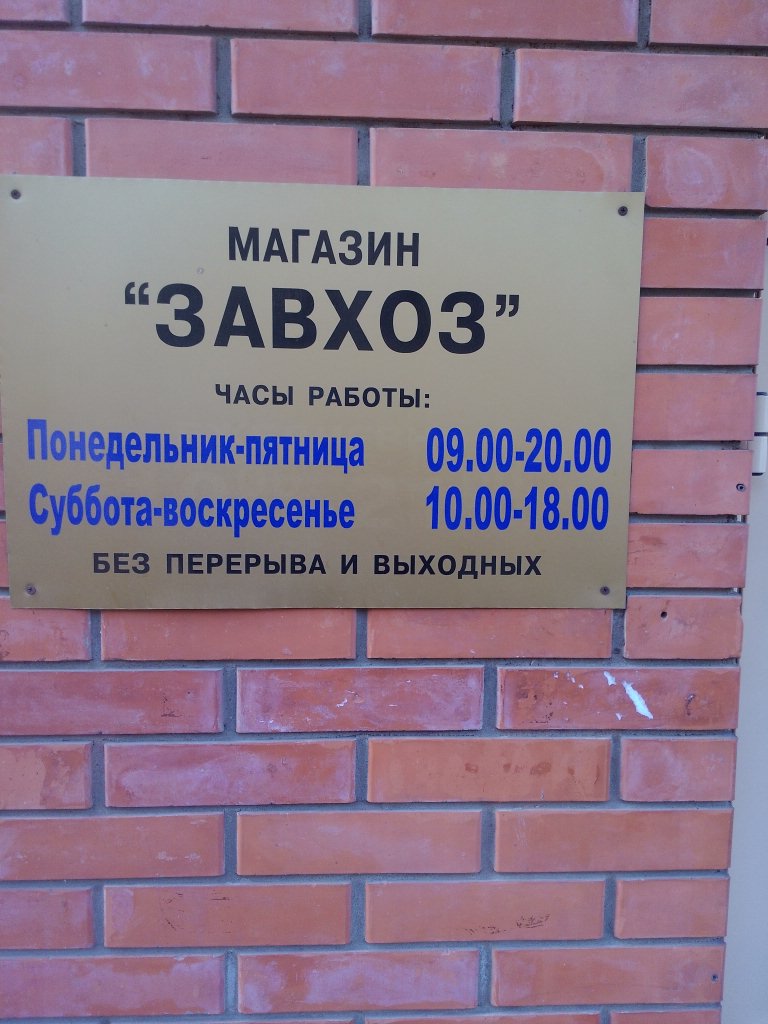 МАГАЗИН
“ЗАВХОЗ”
ЧАСЫ РАБОТЫ:
Понедельник-пятница 09.00-20.00
Суббота-воскресенье 10.00-18.00
БЕЗ ПЕРЕРЫВА И ВЫХОДНЫХ